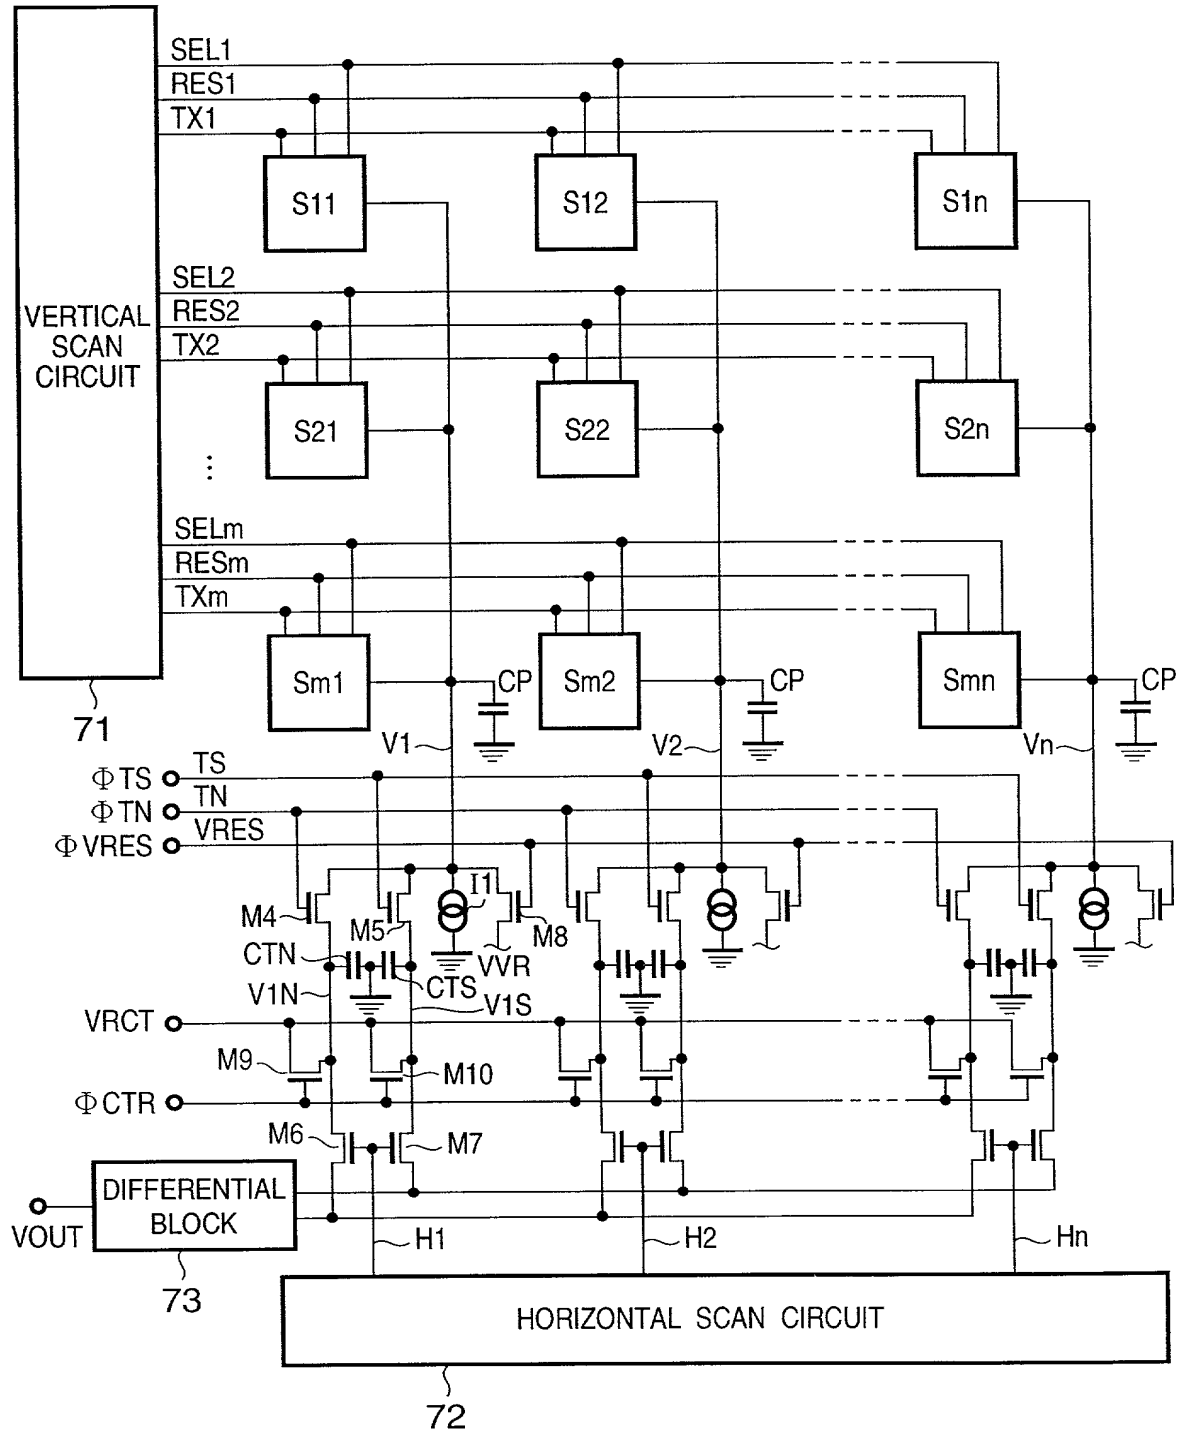 SEL1
RES1
TX1
S11 S12 S1n
SEL2
RES2
TX2
VERTICAL
SCAN
CIRCUIT
S21 S22 S2n
⋮
SELm
RESm
TXm
Sm1 CP Sm2 CP Smn CP
71
V1 V2 Vn
ΦTS TS
ΦTN TN
ΦVRES VRES
I1
M4 M5 M8
CTN VVR
CTS
V1N V1S
VRCT
M9 M10
ΦCTR
M6 M7
DIFFERENTIAL
BLOCK
VOUT
H1 H2 Hn
73
HORIZONTAL SCAN CIRCUIT
72